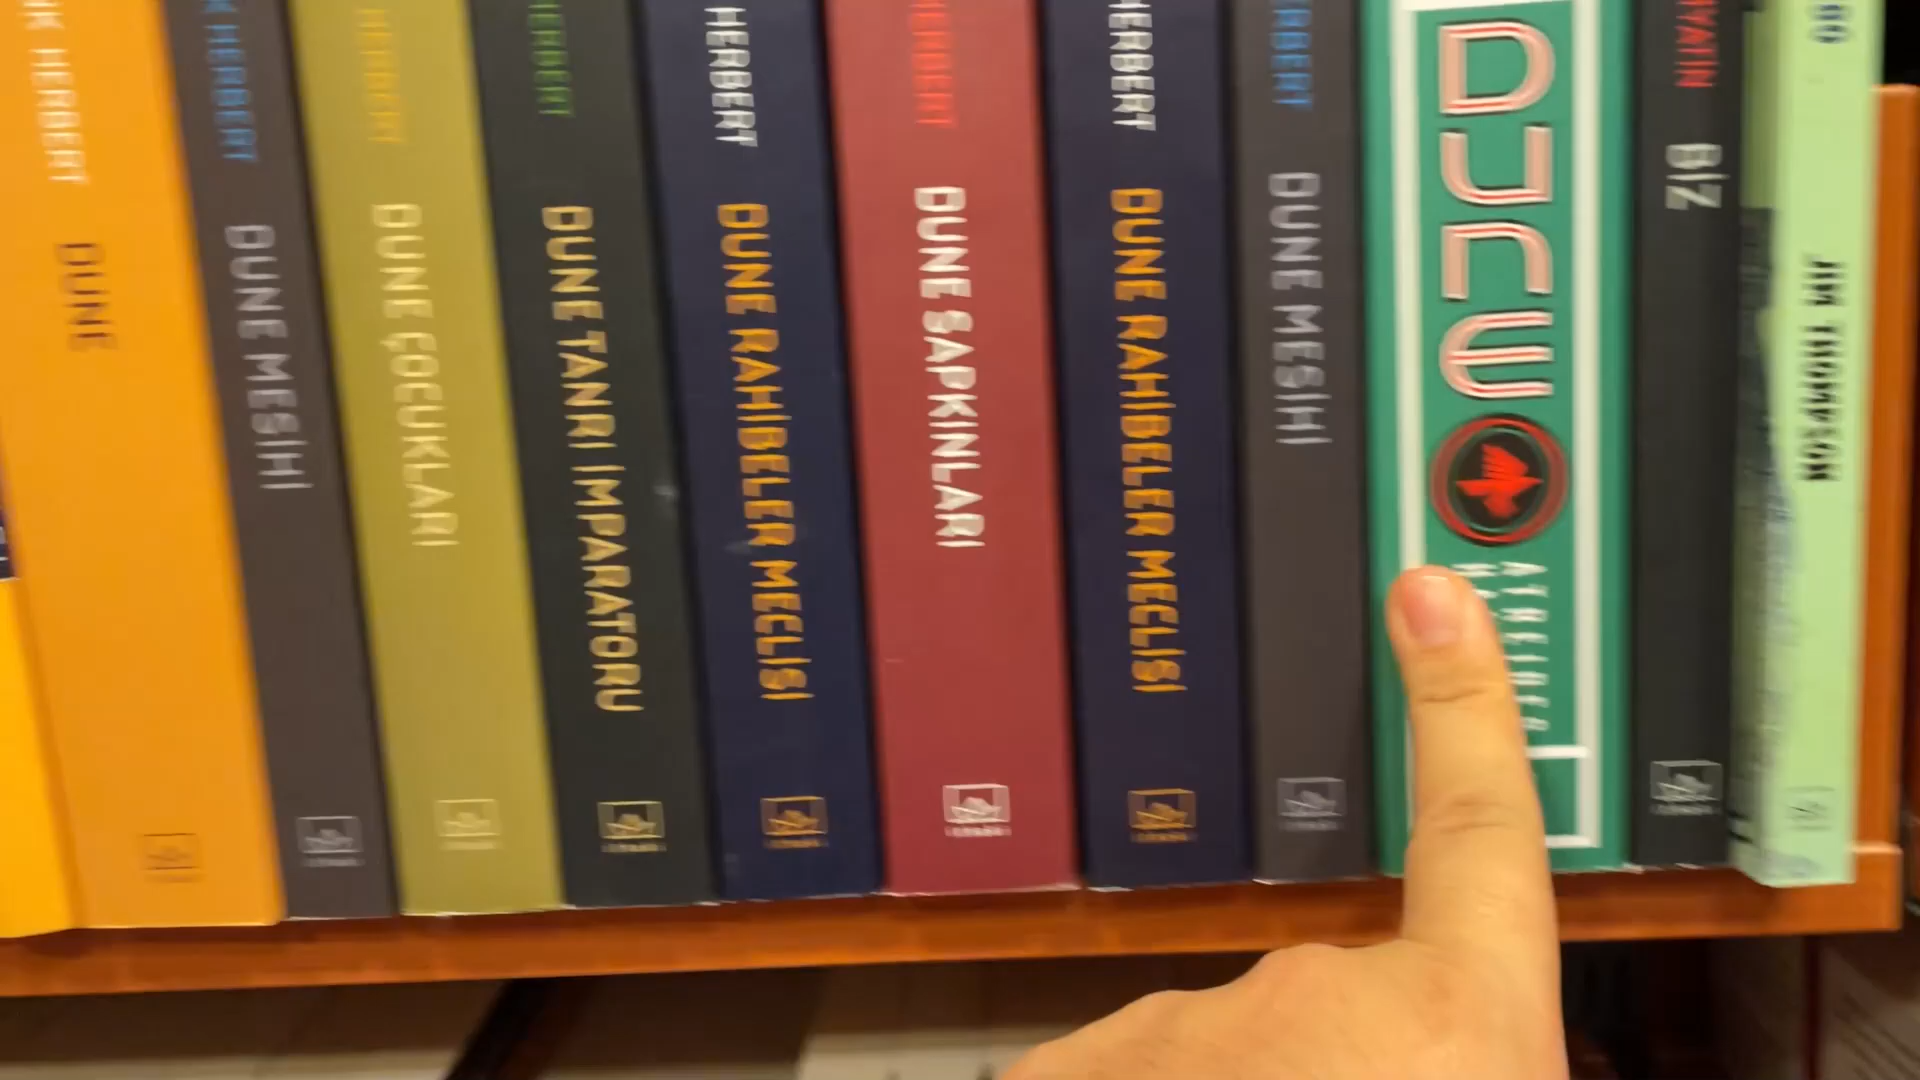 HERBERT
DUNE
HERBERT
DUNE MESİHİ
HERBERT
DUNE ÇOCUKLARI
HERBERT
DUNE TANRI İMPARATORU
HERBERT
DUNE RAHİBELER MECLİSİ
HERBERT
DUNE SAPKINLARI
HERBERT
DUNE RAHİBELER MECLİSİ
HERBERT
DUNE MESİHİ
DUNE
ATREIDES
BİZ
JIM THOMPSON